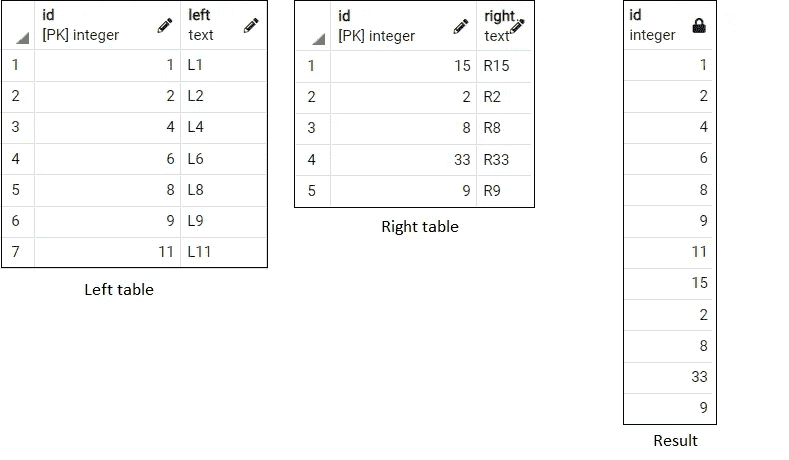 id
[PK] integer
left
text
1 1 L1
2 2 L2
3 4 L4
4 6 L6
5 8 L8
6 9 L9
7 11 L11
Left table
id
[PK] integer
right
text
1 15 R15
2 2 R2
3 8 R8
4 33 R33
5 9 R9
Right table
id
integer
1
2
4
6
8
9
11
15
2
8
33
9
Result